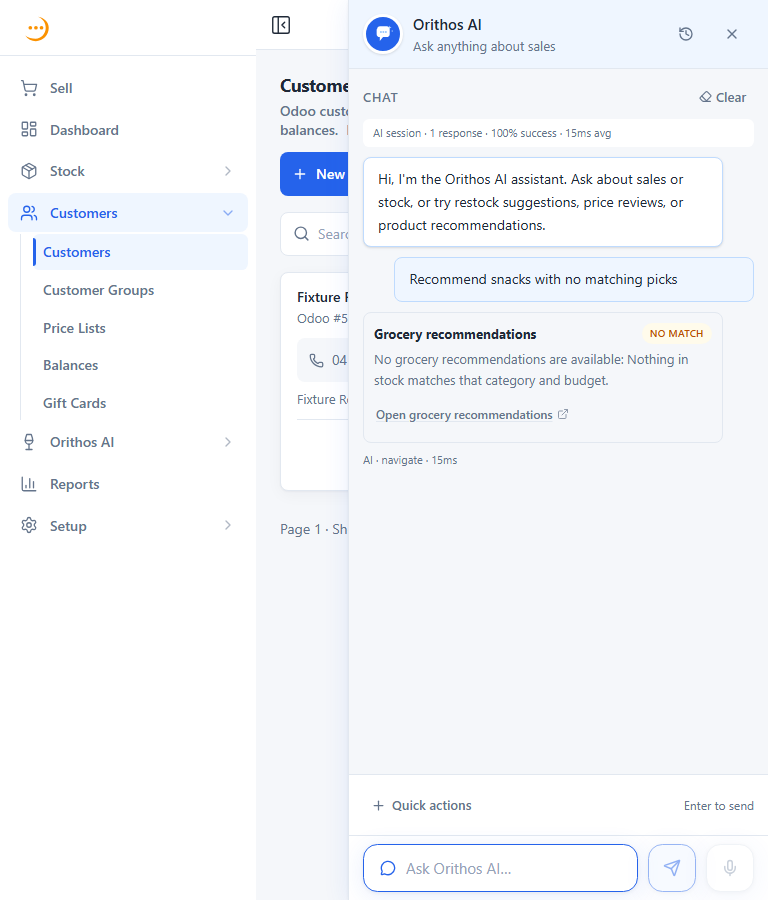 Sell
Dashboard
Stock
Customers
Customers
Customer Groups
Price Lists
Balances
Gift Cards
Orithos AI
Reports
Setup
Odoo
balances.
New
Odoo #5
04
Fixture
Page 1 · Sh
Orithos AI
Ask anything about sales
CHAT
Clear
AI session · 1 response · 100% success · 15ms avg
Hi, I'm the Orithos AI assistant. Ask about sales or
stock, or try restock suggestions, price reviews, or
product recommendations.
Recommend snacks with no matching picks
Grocery recommendations
NO MATCH
No grocery recommendations are available: Nothing in
stock matches that category and budget.
Open grocery recommendations
AI · navigate · 15ms
Quick actions
Enter to send
Ask Orithos AI...